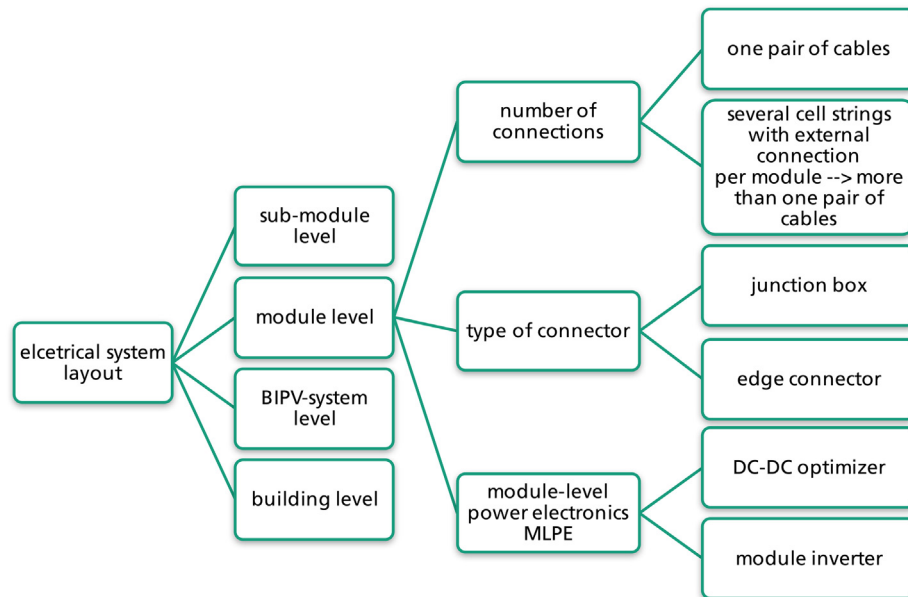 elcetrical system
layout
sub-module
level
module level
BIPV-system
level
building level
number of
connections
type of connector
module-level
power electronics
MLPE
one pair of cables
several cell strings
with external
connection
per module --> more
than one pair of
cables
junction box
edge connector
DC-DC optimizer
module inverter